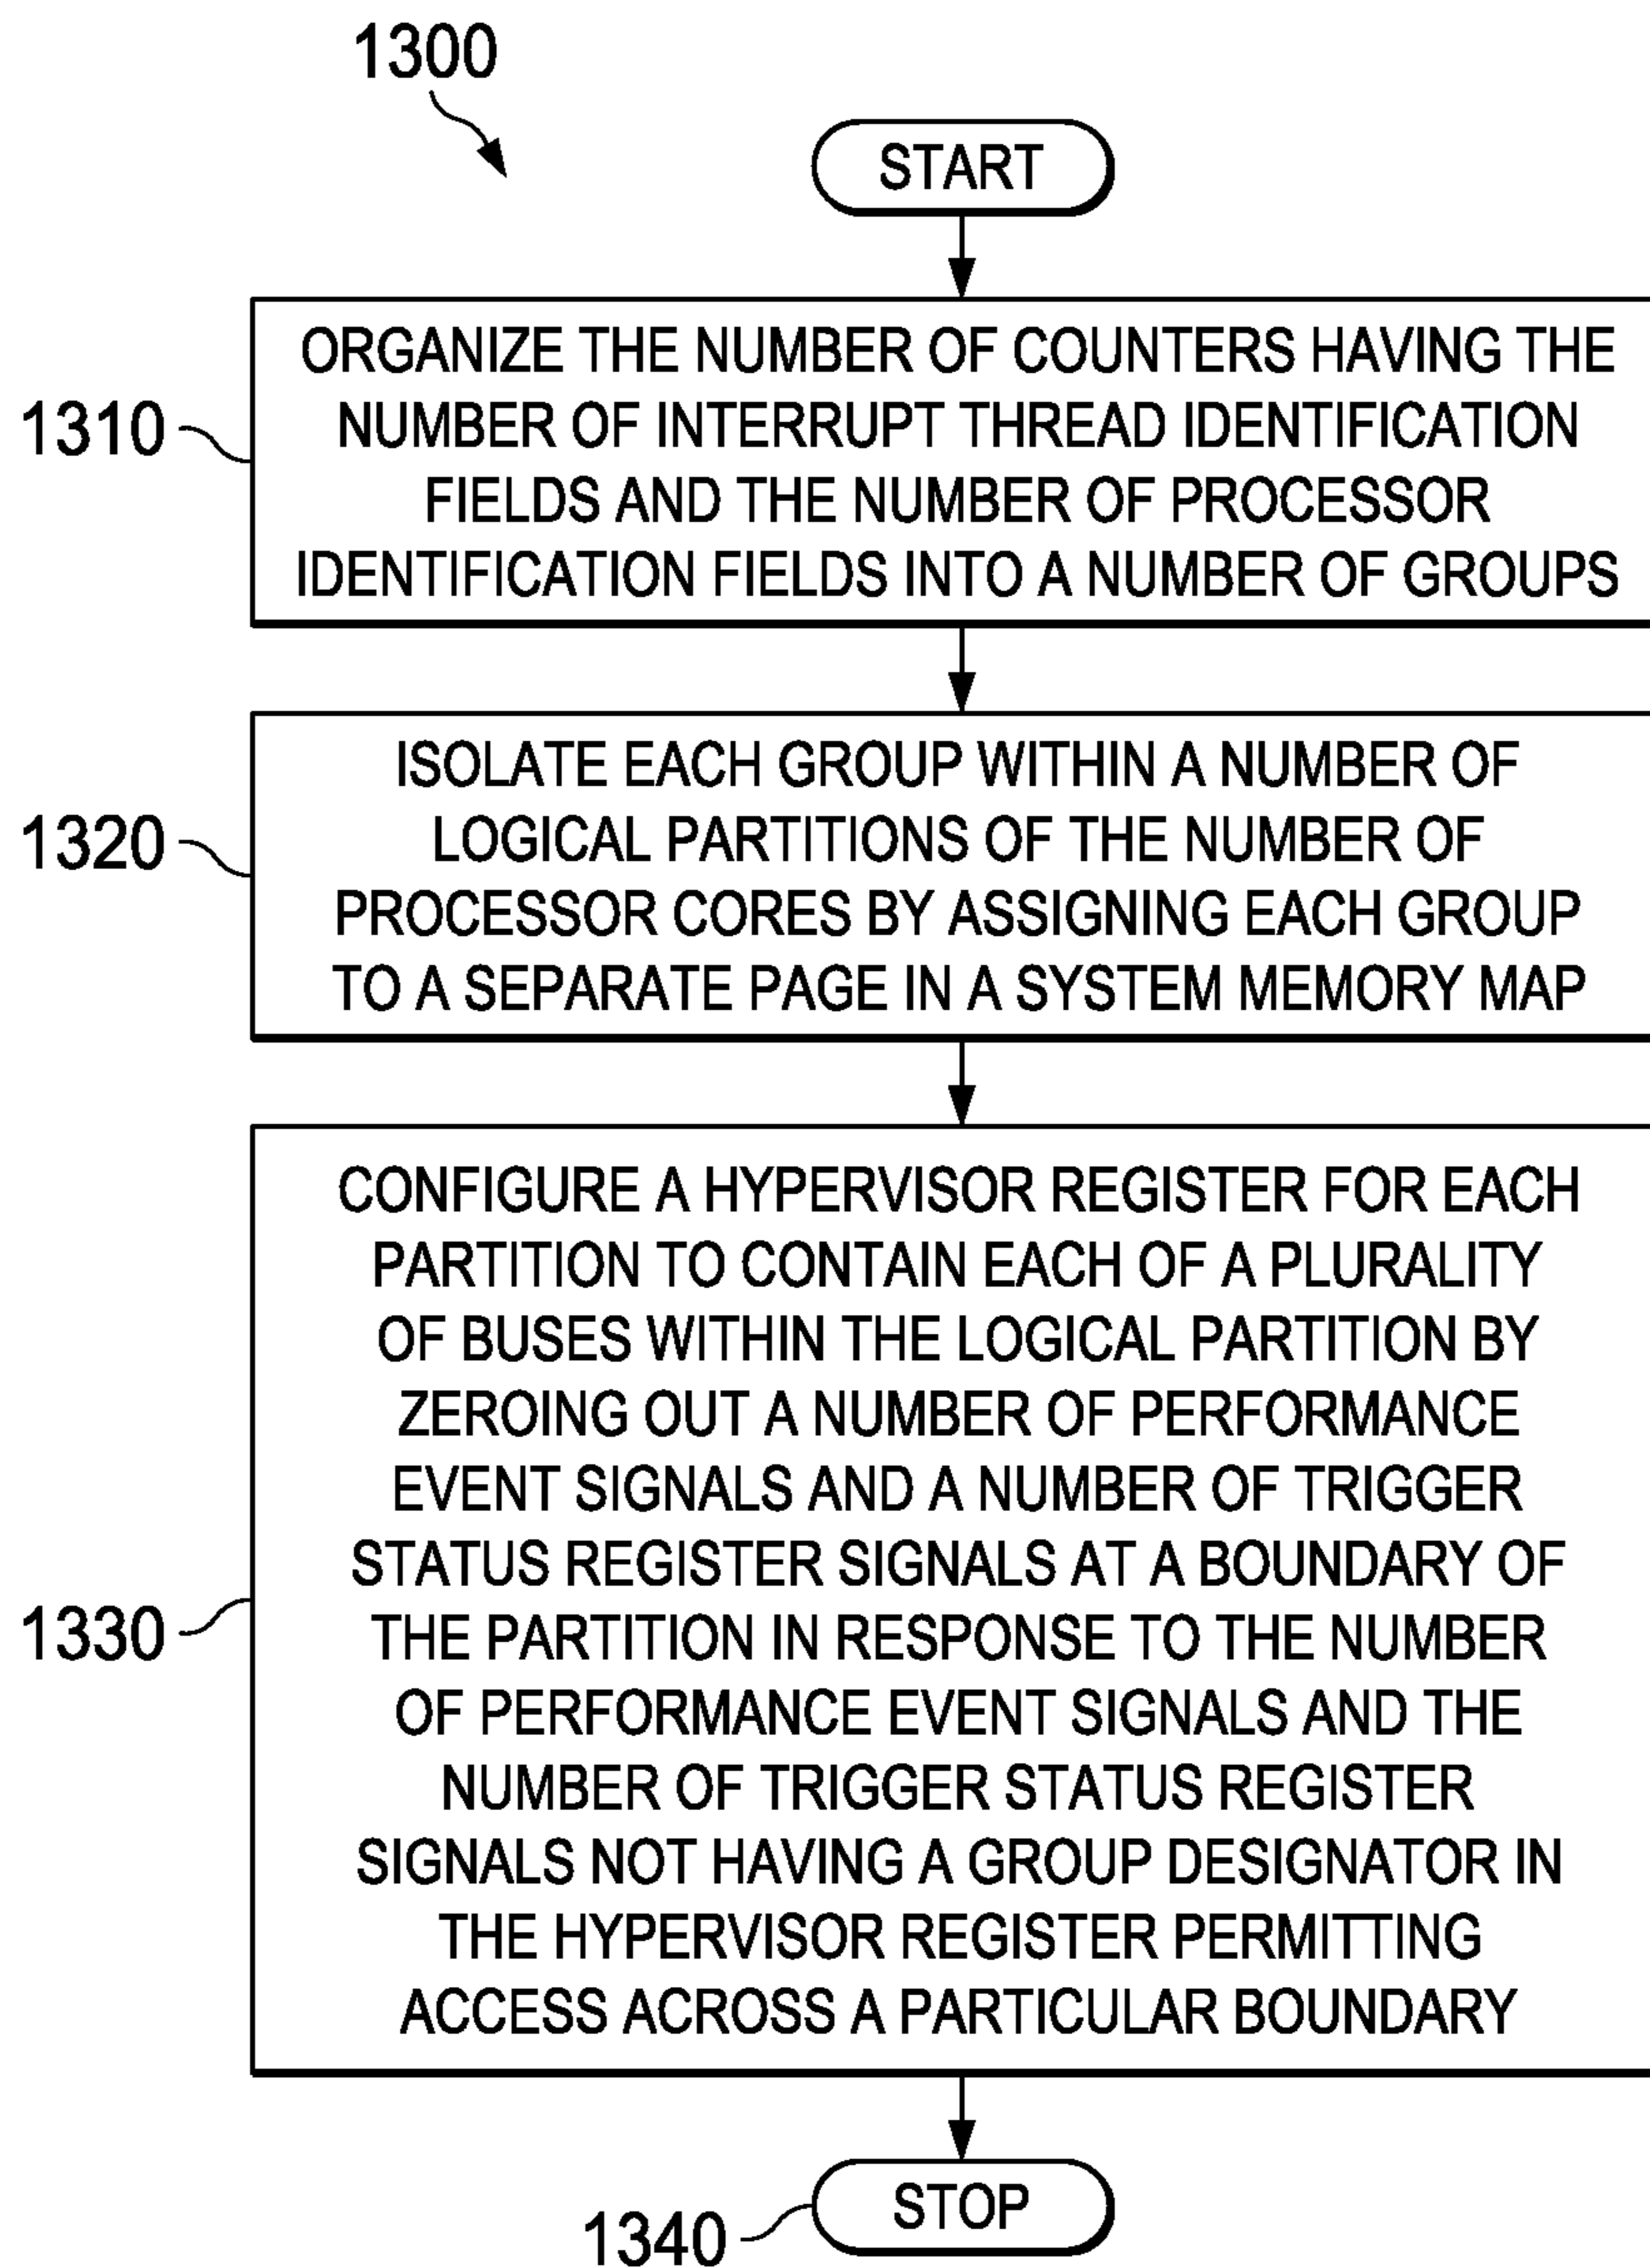 1300
START
1310
ORGANIZE THE NUMBER OF COUNTERS HAVING THE
NUMBER OF INTERRUPT THREAD IDENTIFICATION
FIELDS AND THE NUMBER OF PROCESSOR
IDENTIFICATION FIELDS INTO A NUMBER OF GROUPS
1320
ISOLATE EACH GROUP WITHIN A NUMBER OF
LOGICAL PARTITIONS OF THE NUMBER OF
PROCESSOR CORES BY ASSIGNING EACH GROUP
TO A SEPARATE PAGE IN A SYSTEM MEMORY MAP
1330
CONFIGURE A HYPERVISOR REGISTER FOR EACH
PARTITION TO CONTAIN EACH OF A PLURALITY
OF BUSES WITHIN THE LOGICAL PARTITION BY
ZEROING OUT A NUMBER OF PERFORMANCE
EVENT SIGNALS AND A NUMBER OF TRIGGER
STATUS REGISTER SIGNALS AT A BOUNDARY OF
THE PARTITION IN RESPONSE TO THE NUMBER
OF PERFORMANCE EVENT SIGNALS AND THE
NUMBER OF TRIGGER STATUS REGISTER
SIGNALS NOT HAVING A GROUP DESIGNATOR IN
THE HYPERVISOR REGISTER PERMITTING
ACCESS ACROSS A PARTICULAR BOUNDARY
STOP
1340